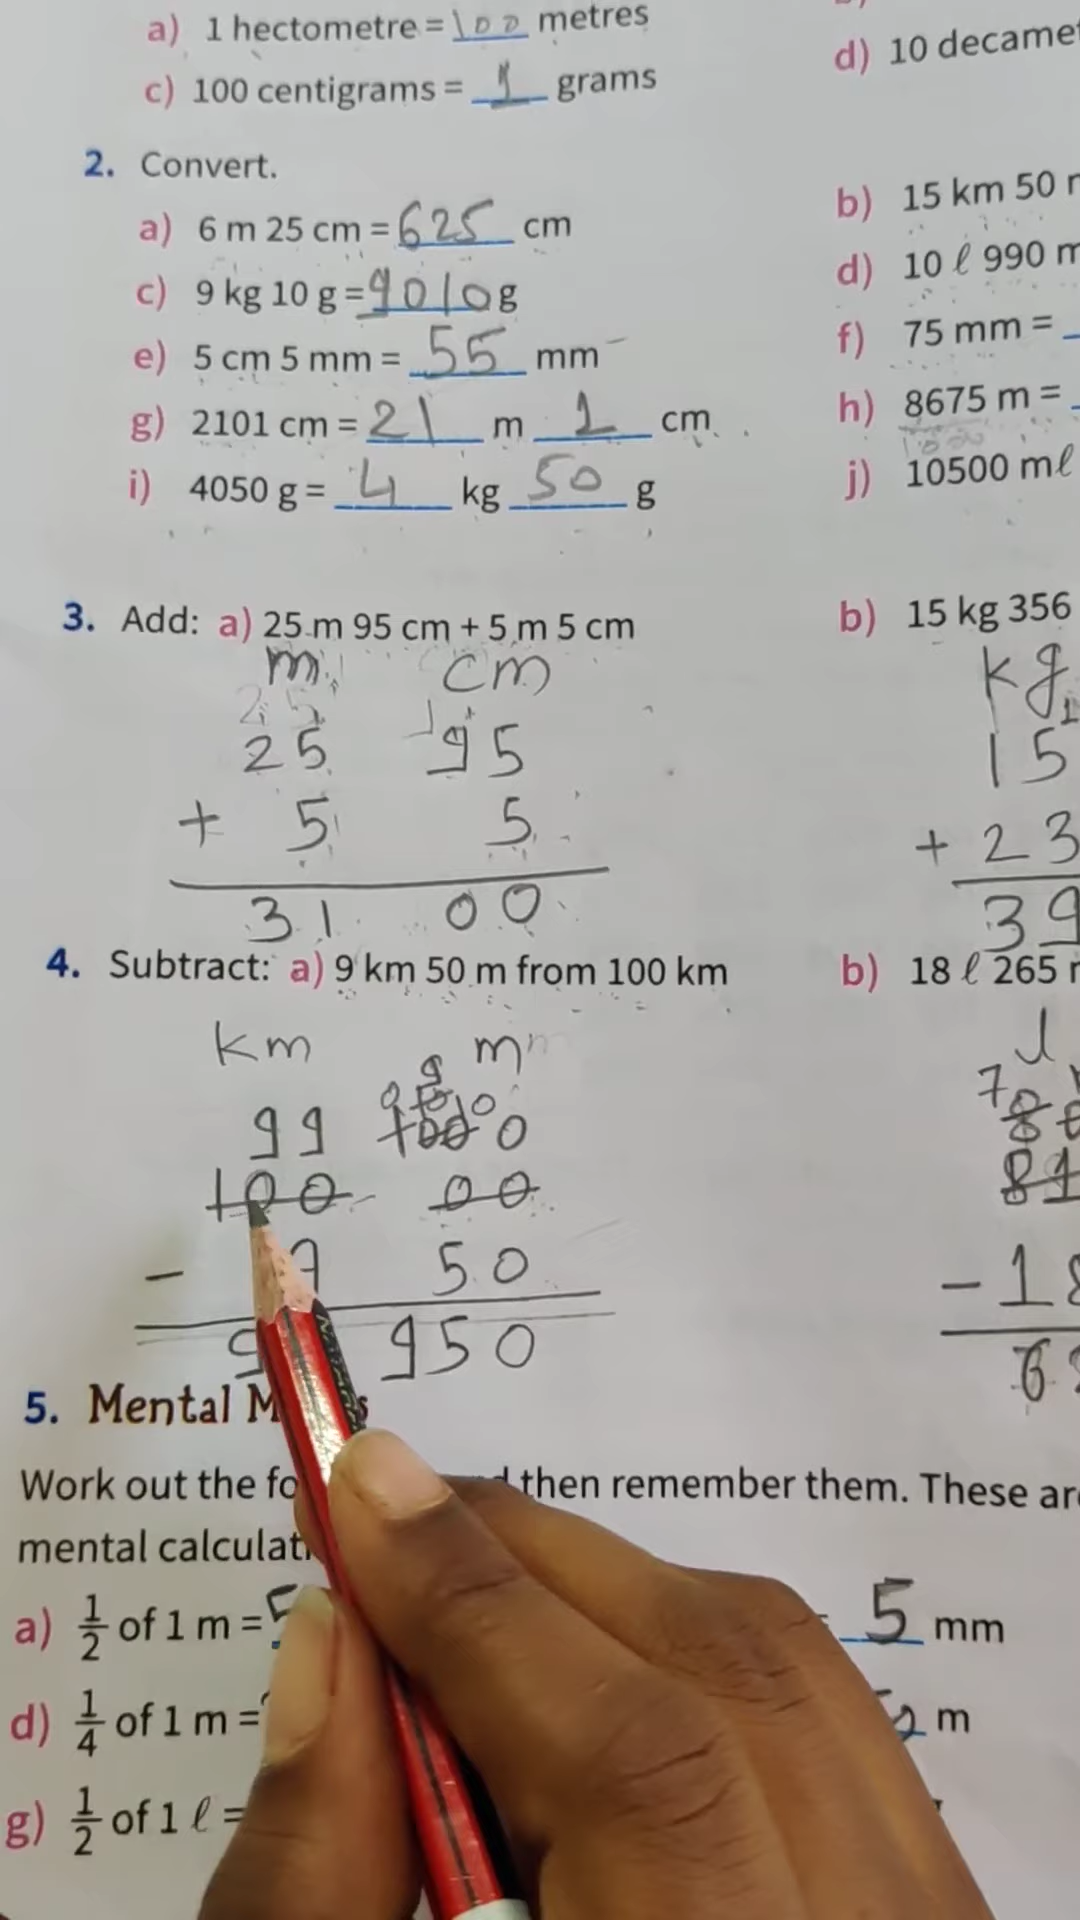 a) 1 hectometre = 100 metres
d) 10 decame
c) 100 centigrams = 1 grams
2. Convert.
a) 6 m 25 cm = 625 cm
b) 15 km 50
c) 9 kg 10 g = 9010 g
d) 10 ℓ 990
e) 5 cm 5 mm = 55 mm
f) 75 mm =
g) 2101 cm = 21 m 1 cm
h) 8675 m =
i) 4050 g = 4 kg 50 g
j) 10500 mℓ
3. Add: a) 25 m 95 cm + 5 m 5 cm
b) 15 kg 356
m cm
kg
25 95
15
+ 5 5
+ 23
31 00
39
4. Subtract: a) 9 km 50 m from 100 km
b) 18 ℓ 265
km m
l
99 1000
100 00
81
- 9 50
- 18
950
5. Mental
Work out the then remember them. These
mental
a) 1/2 of 1 m = 5
5 mm
d) 1/4 of 1 m =
m
g) 1/2 of 1 ℓ =